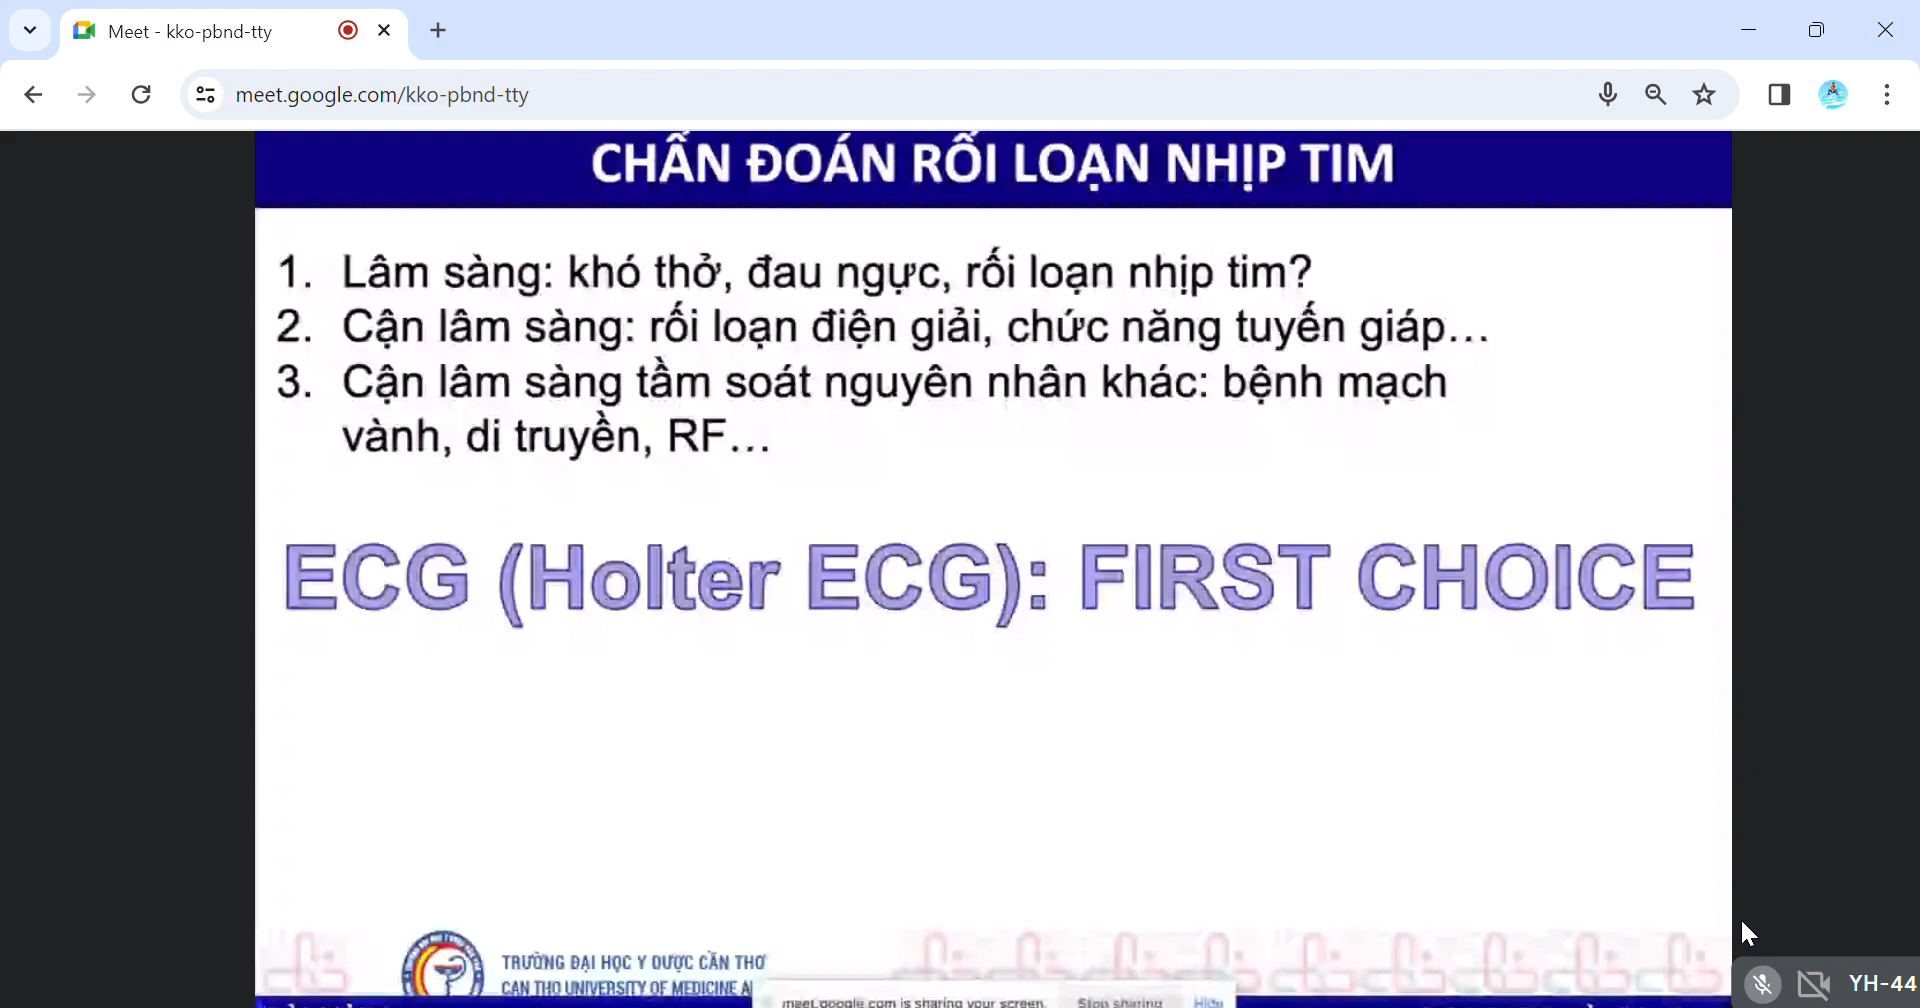 Meet - kko-pbnd-tty
meet.google.com/kko-pbnd-tty
CHẨN ĐOÁN RỐI LOẠN NHỊP TIM
1. Lâm sàng: khó thở, đau ngực, rối loạn nhịp tim?
2. Cận lâm sàng: rối loạn điện giải, chức năng tuyến giáp...
3. Cận lâm sàng tầm soát nguyên nhân khác: bệnh mạch
vành, di truyền, RF...
ECG (Holter ECG): FIRST CHOICE
TRƯỜNG ĐẠI HỌC Y DƯỢC CẦN THƠ
CAN THO UNIVERSITY OF MEDICINE A
meet.google.com is sharing your screen. Stop sharing Hide
YH-44